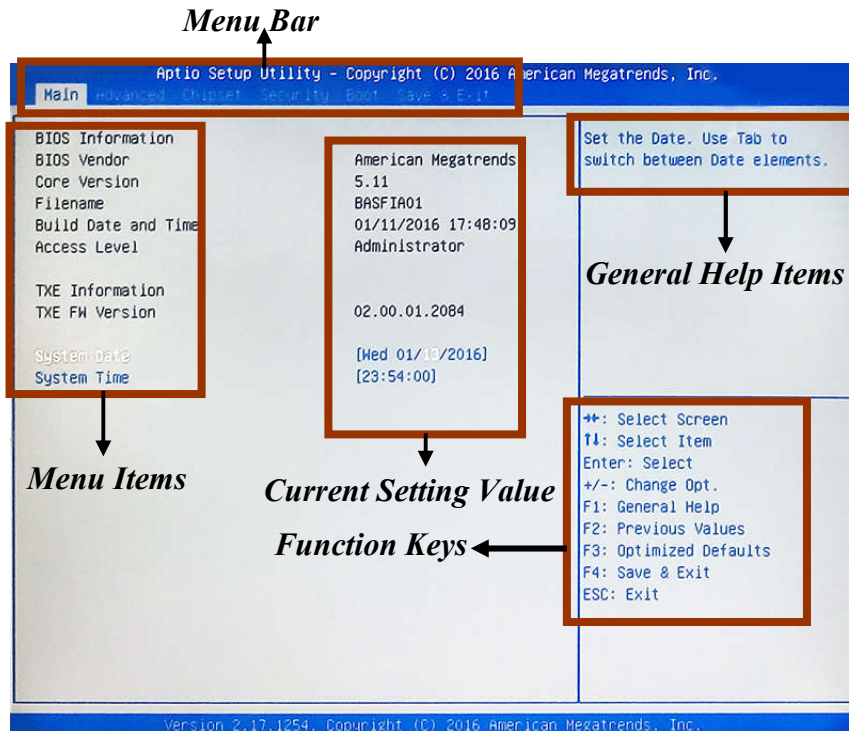 Menu Bar
Aptio Setup Utility – Copyright (C) 2016 American Megatrends, Inc.
Main Advanced Chipset Security Boot Save & Exit
BIOS Information
BIOS Vendor American Megatrends
Core Version 5.11
Filename BASFIA01
Build Date and Time 01/11/2016 17:48:09
Access Level Administrator
TXE Information
TXE FW Version 02.00.01.2084
System Date [Wed 01/13/2016]
System Time [23:54:00]
Set the Date. Use Tab to
switch between Date elements.
General Help Items
Menu Items
Current Setting Value
Function Keys
→←: Select Screen
↑↓: Select Item
Enter: Select
+/-: Change Opt.
F1: General Help
F2: Previous Values
F3: Optimized Defaults
F4: Save & Exit
ESC: Exit
Version 2.17.1254. Copyright (C) 2016 American Megatrends, Inc.